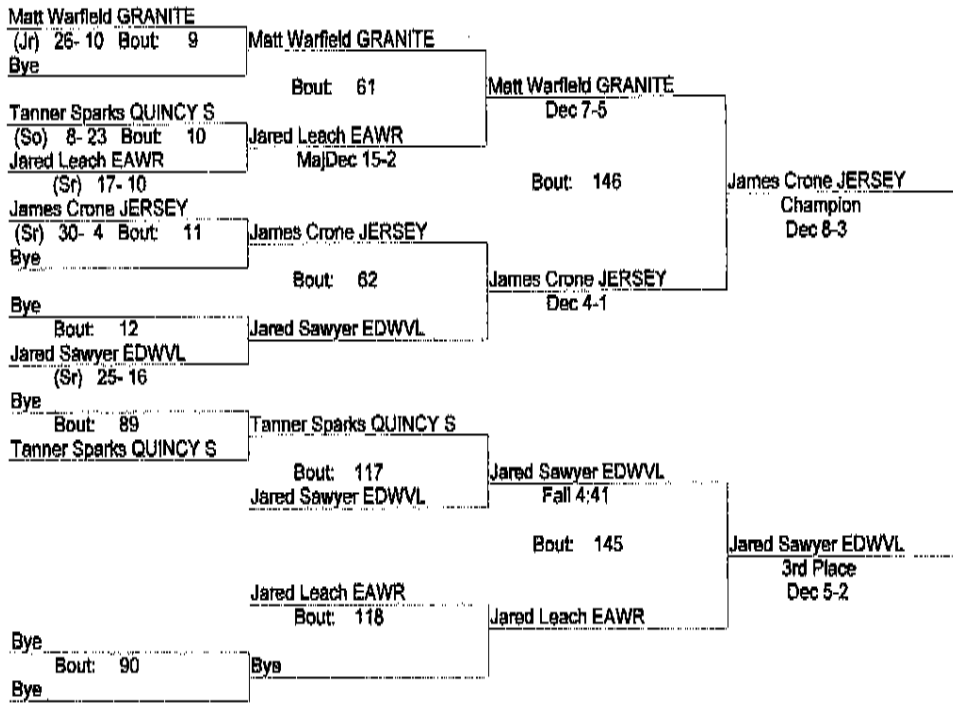 Matt Warfield GRANITE
(Jr) 26- 10 Bout: 9
Bye
Matt Warfield GRANITE
Bout: 61
Matt Warfield GRANITE
Dec 7-5
Tanner Sparks QUINCY S
(So) 8- 23 Bout: 10
Jared Leach EAWR
(Sr) 17- 10
Jared Leach EAWR
MajDec 15-2
Bout: 146
James Crone JERSEY
Champion
Dec 8-3
James Crone JERSEY
(Sr) 30- 4 Bout: 11
Bye
James Crone JERSEY
Bout: 62
James Crone JERSEY
Dec 4-1
Bye
Bout: 12
Jared Sawyer EDWVL
(Sr) 25- 16
Jared Sawyer EDWVL
Bye
Bout: 89
Tanner Sparks QUINCY S
Tanner Sparks QUINCY S
Bout: 117
Jared Sawyer EDWVL
Jared Sawyer EDWVL
Fall 4:41
Bout: 145
Jared Sawyer EDWVL
3rd Place
Dec 5-2
Jared Leach EAWR
Bout: 118
Jared Leach EAWR
Bye
Bout: 90
Bye
Bye